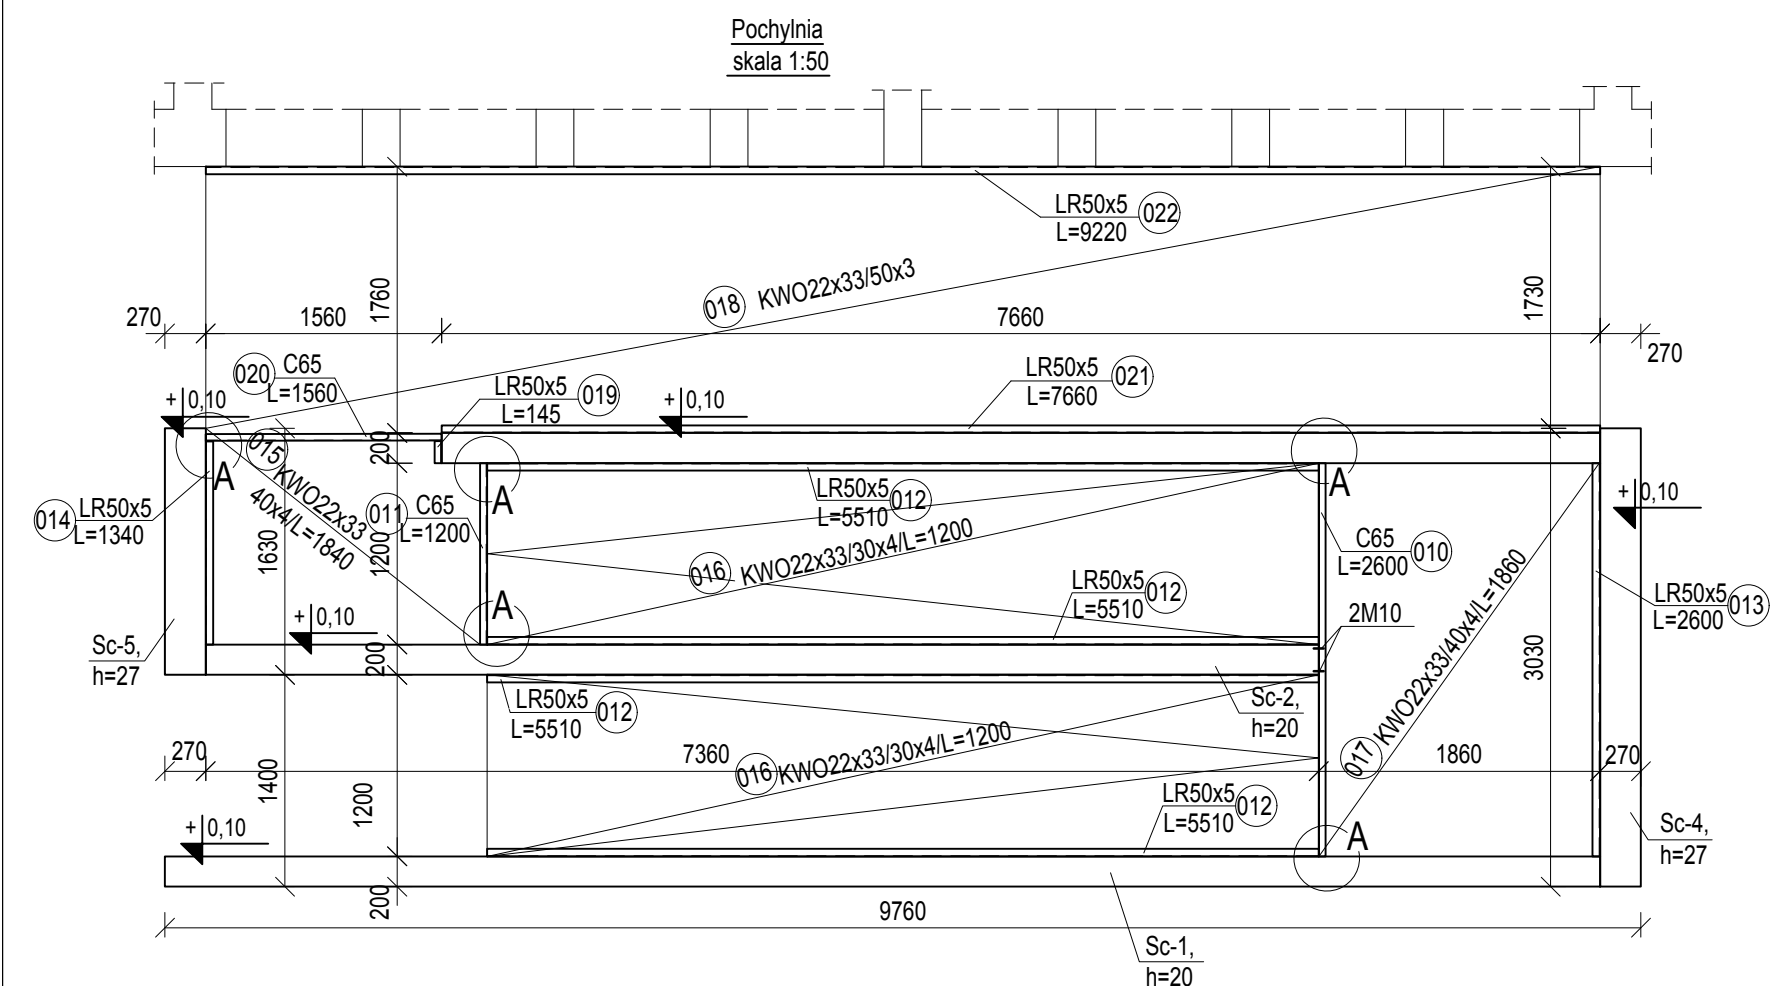 Pochylnia
skala 1:50
LR50x5
L=9220
022
018
KWO22x33/50x3
1760
1730
270
1560
7660
270
020
C65
L=1560
LR50x5
L=145
019
LR50x5
L=7660
021
+ 0,10
+ 0,10
015
KWO22x33
40x4/L=1840
200
A
A
A
014
LR50x5
L=1340
011
C65
L=1200
LR50x5
L=5510
012
+ 0,10
1630
1200
016
KWO22x33/30x4/L=1200
C65
L=2600
010
LR50x5
L=5510
012
2M10
LR50x5
L=2600
013
A
+ 0,10
Sc-5,
h=27
200
017
KWO22x33/40x4/L=1860
3030
LR50x5
L=5510
012
Sc-2,
h=20
270
7360
1860
270
016
KWO22x33/30x4/L=1200
1400
1200
LR50x5
L=5510
012
+ 0,10
A
Sc-4,
h=27
200
9760
Sc-1,
h=20